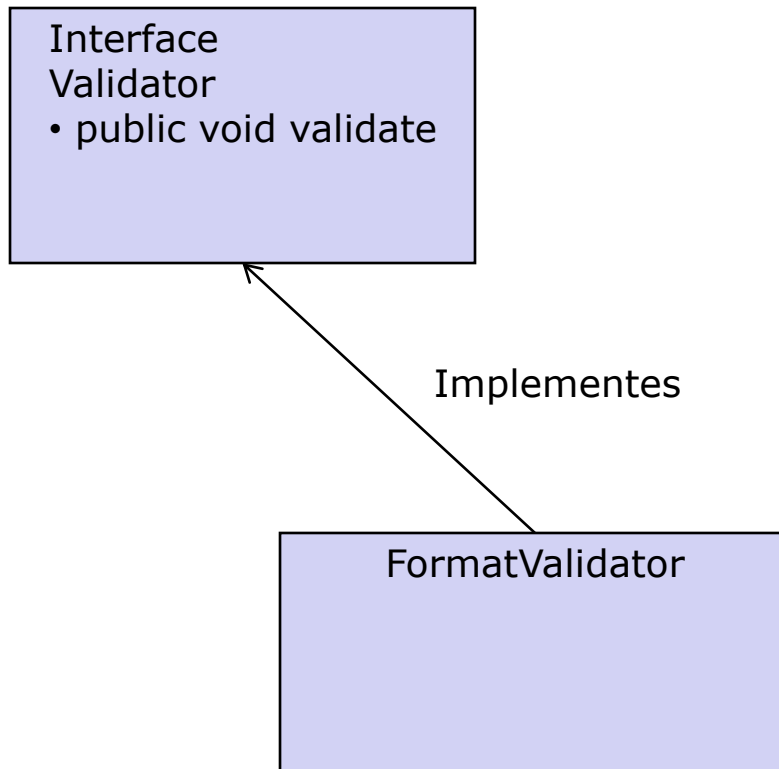 Interface
Validator
• public void validate
Implementes
FormatValidator